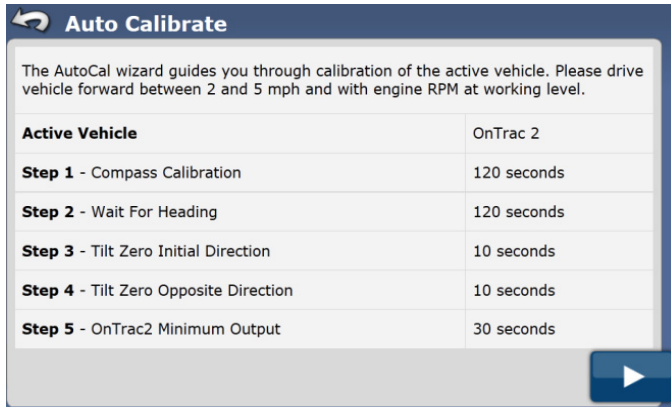 Auto Calibrate
The AutoCal wizard guides you through calibration of the active vehicle. Please drive
vehicle forward between 2 and 5 mph and with engine RPM at working level.
Active Vehicle OnTrac 2
Step 1 - Compass Calibration 120 seconds
Step 2 - Wait For Heading 120 seconds
Step 3 - Tilt Zero Initial Direction 10 seconds
Step 4 - Tilt Zero Opposite Direction 10 seconds
Step 5 - OnTrac2 Minimum Output 30 seconds